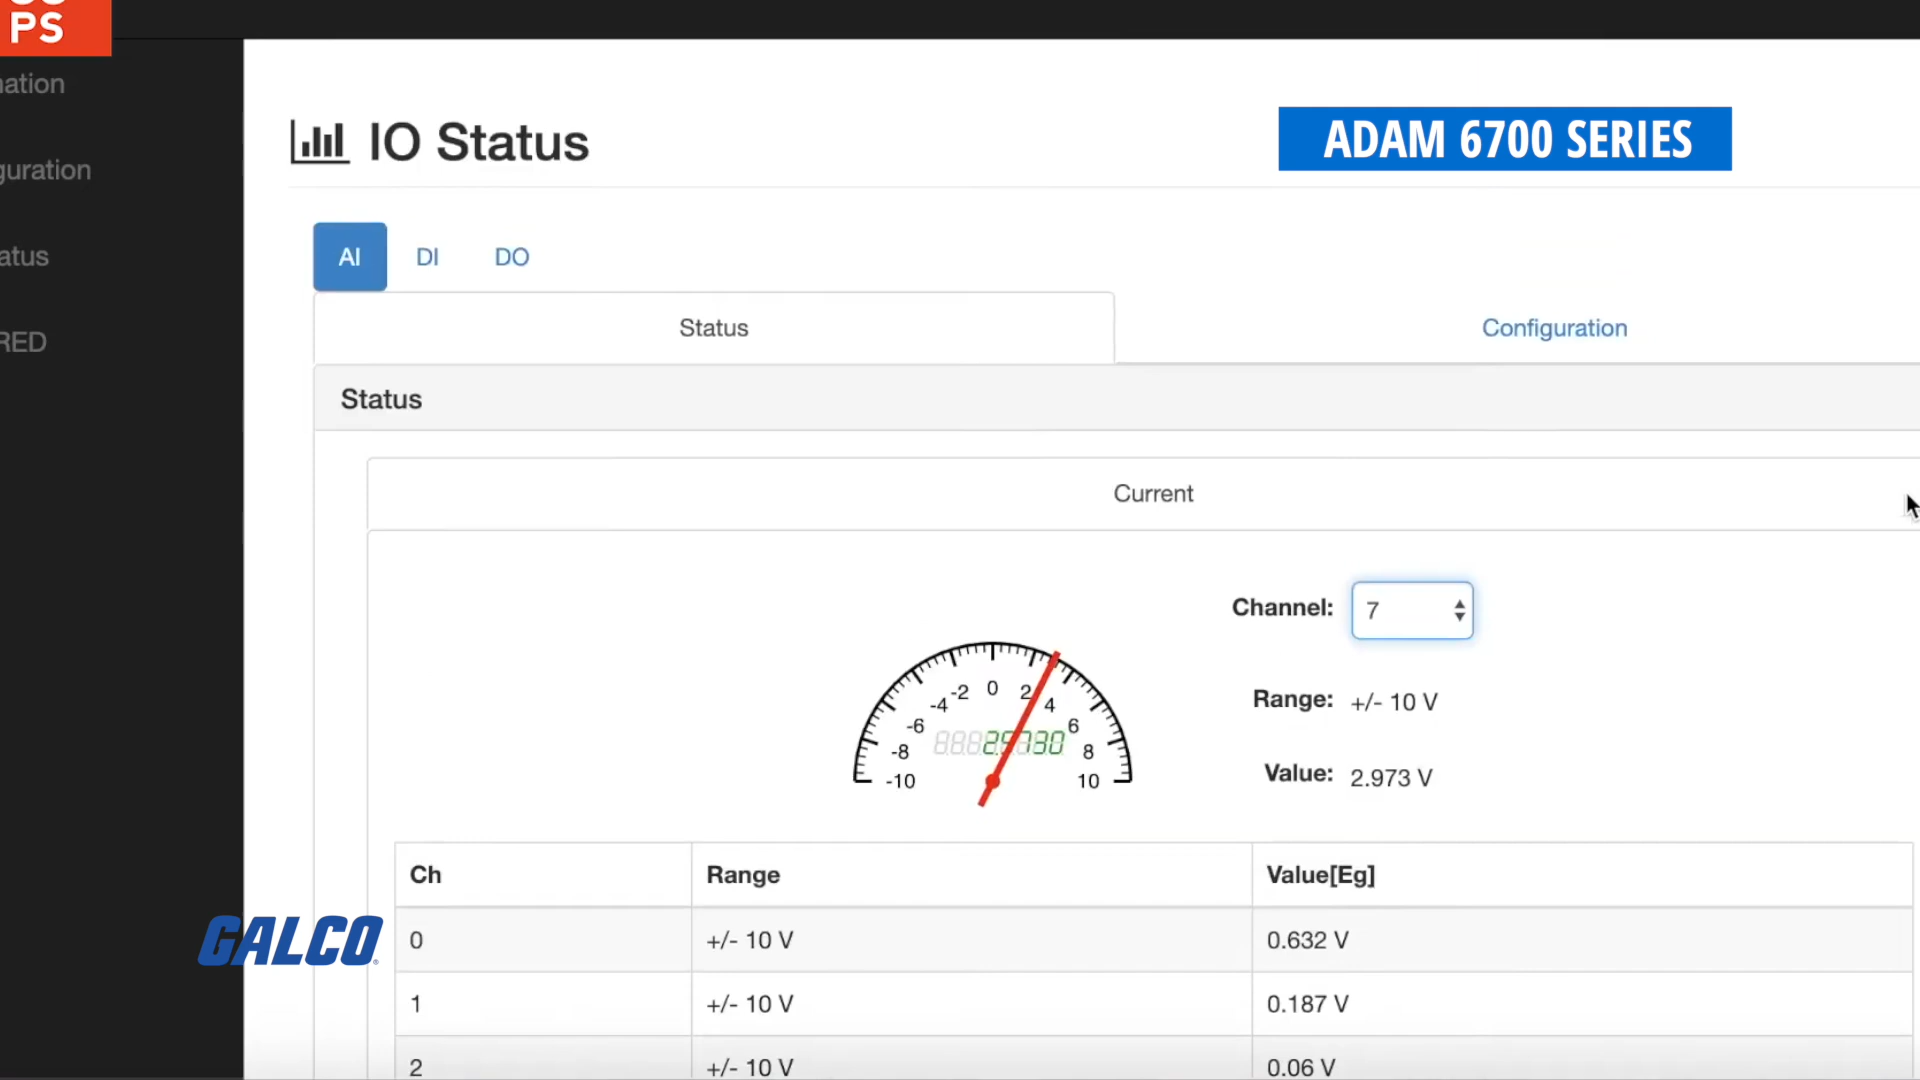 PS
ation
IO Status
ADAM 6700 SERIES
guration
AI
DI
DO
atus
Status
Configuration
RED
Status
Current
Channel: 7
-10 -8 -6 -4 -2 0 2 4 6 8 10
Range: +/- 10 V
Value: 2.973 V
Ch Range Value[Eg]
0 +/- 10 V 0.632 V
GALCO
1 +/- 10 V 0.187 V
2 +/- 10 V 0.06 V